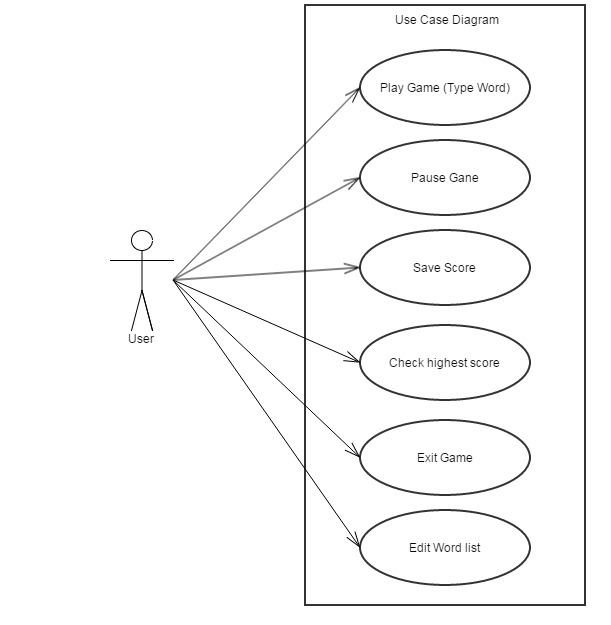 Use Case Diagram
Play Game (Type Word)
Pause Gane
Save Score
User
Check highest score
Exit Game
Edit Word list